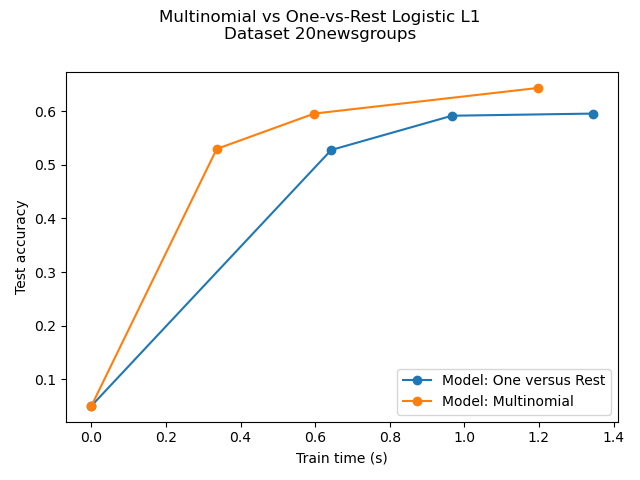 Multinomial vs One-vs-Rest Logistic L1
Dataset 20newsgroups
Test accuracy
0.6
0.5
0.4
0.3
0.2
0.1
Model: One versus Rest
Model: Multinomial
0.0 0.2 0.4 0.6 0.8 1.0 1.2 1.4
Train time (s)